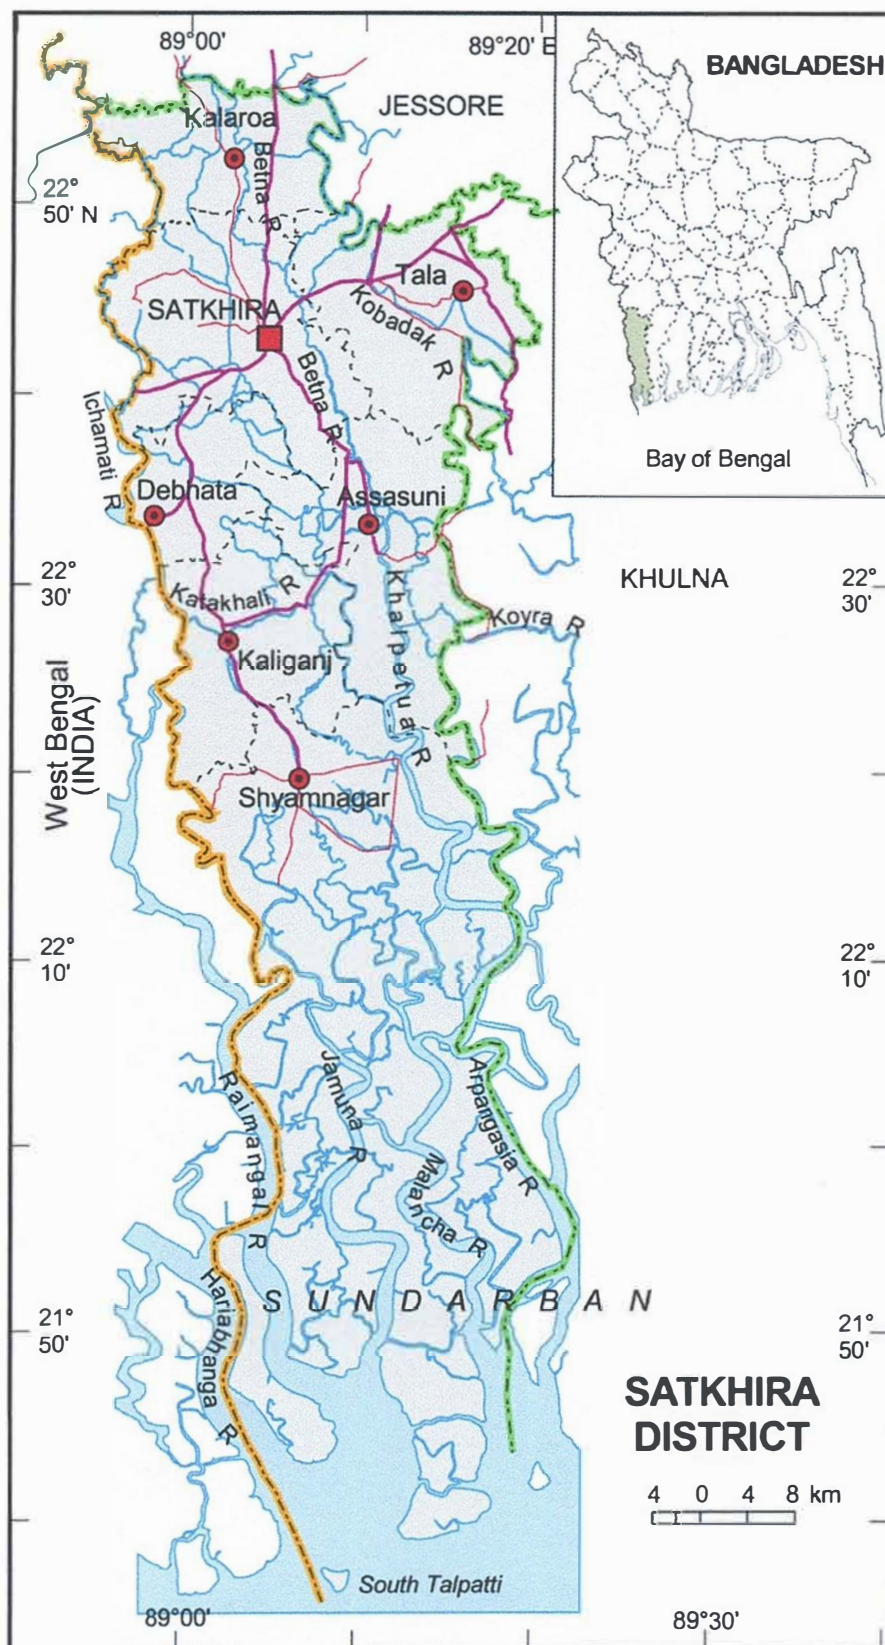 89°00'
89°20' E
BANGLADESH
JESSORE
Kalaroa
Betna R
22°
50' N
Tala
SATKHIRA
Kobadak R
Betna R
Ichamati R
Bay of Bengal
Debhata
Assasuni
22°
30'
KHULNA
22°
30'
Kafakhali R
Khalpetua R
Koyra R
Kaliganj
West Bengal
(INDIA)
Shyamnagar
22°
10'
22°
10'
Raimangal R
Jamuna R
Arpangasia R
Malancha R
Hariabhanga R
SUNDARBAN
21°
50'
21°
50'
SATKHIRA
DISTRICT
4 0 4 8 km
South Talpatti
89°00'
89°30'